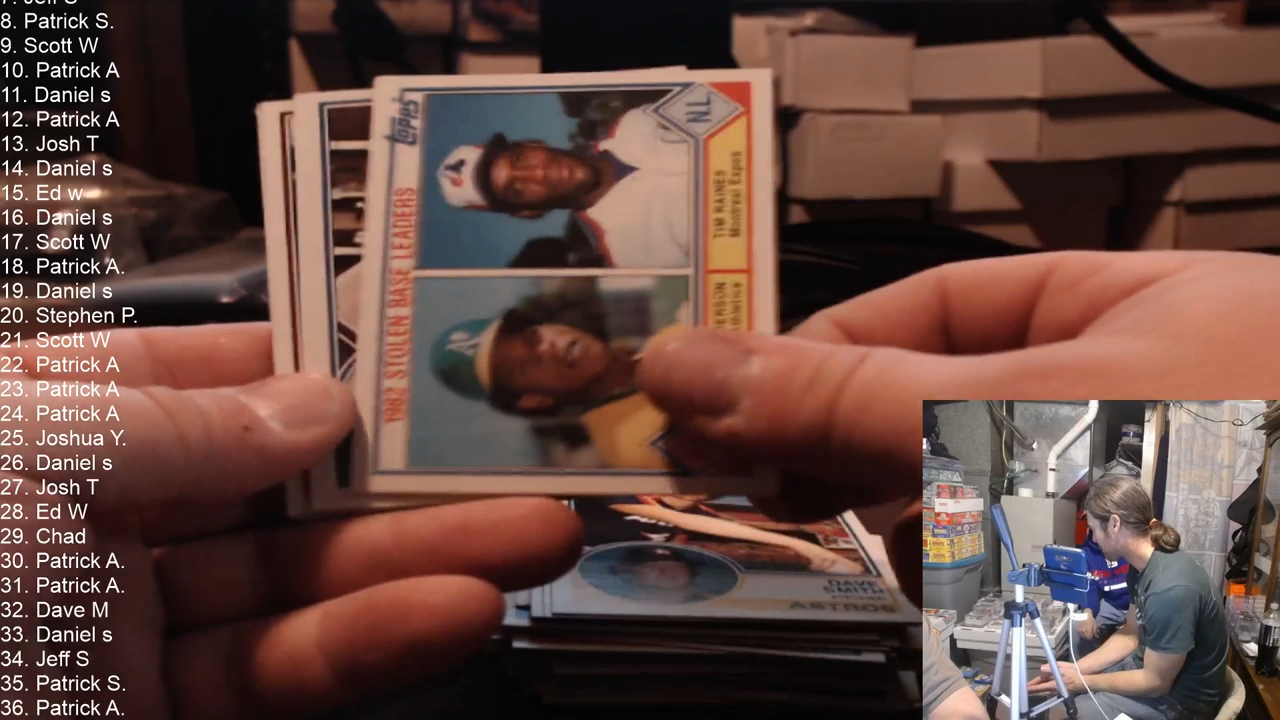 8. Patrick S.
9. Scott W
10. Patrick A
11. Daniel s
12. Patrick A
13. Josh T
14. Daniel s
15. Ed w
16. Daniel s
17. Scott W
18. Patrick A.
19. Daniel s
20. Stephen P.
21. Scott W
22. Patrick A
23. Patrick A
24. Patrick A
25. Joshua Y.
26. Daniel s
27. Josh T
28. Ed W
29. Chad
30. Patrick A.
31. Patrick A.
32. Dave M
33. Daniel s
34. Jeff S
35. Patrick S.
36. Patrick A.
Topps
1982 STOLEN BASE LEADERS
N.L.
TIM RAINES
Montreal Expos
DAVE
SMITH
PITCHER
ASTROS